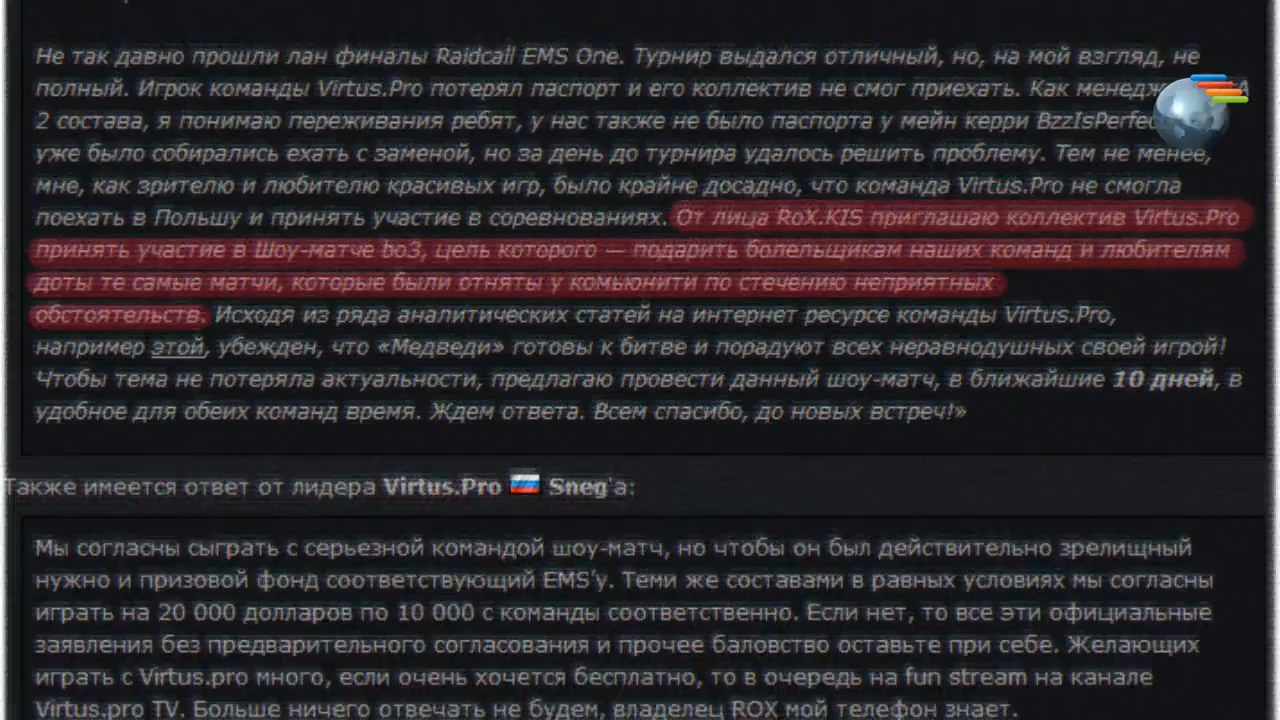 Не так давно прошли лан финалы Raidcall EMS One. Турнир выдался отличный, но, на мой взгляд, не
полный. Игрок команды Virtus.Pro потерял паспорт и его коллектив не смог приехать. Как
2 состава, я понимаю переживания ребят, у нас также не было паспорта у мейн керри
уже было собирались ехать с заменой, но за день до турнира удалось решить проблему. Тем не менее,
мне, как зрителю и любителю красивых игр, было крайне досадно, что команда Virtus.Pro не смогла
поехать в Польшу и принять участие в соревнованиях. От лица RoX.KIS приглашаю коллектив Virtus.Pro
принять участие в Шоу-матче bo3, цель которого — подарить болельщикам наших команд и любителям
доты те самые матчи, которые были отняты у комьюнити по стечению неприятных
обстоятельств. Исходя из ряда аналитических статей на интернет ресурсе команды Virtus.Pro,
например этой, убежден, что «Медведи» готовы к битве и порадуют всех неравнодушных своей игрой!
Чтобы тема не потеряла актуальности, предлагаю провести данный шоу-матч, в ближайшие 10 дней, в
удобное для обеих команд время. Ждем ответа. Всем спасибо, до новых встреч!»
Также имеется ответ от лидера Virtus.Pro Sneg'а:
Мы согласны сыграть с серьезной командой шоу-матч, но чтобы он был действительно зрелищный
нужно и призовой фонд соответствующий EMS'у. Теми же составами в равных условиях мы согласны
играть на 20 000 долларов по 10 000 с команды соответственно. Если нет, то все эти официальные
заявления без предварительного согласования и прочее баловство оставьте при себе. Желающих
играть с Virtus.pro много, если очень хочется бесплатно, то в очередь на fun stream на канале
Virtus.pro TV. Больше ничего отвечать не будем, владелец ROX мой телефон знает.